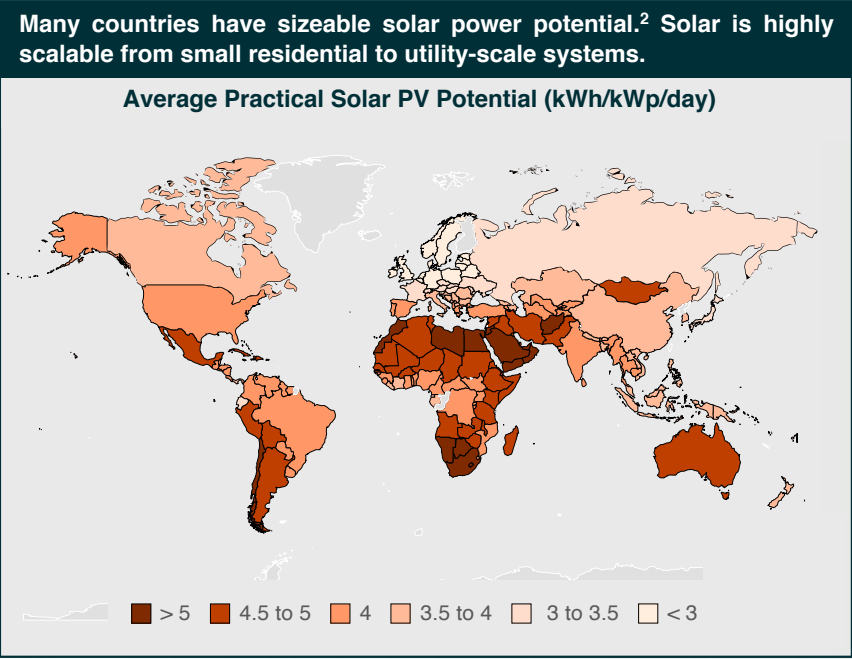 Many countries have sizeable solar power potential.² Solar is highly
scalable from small residential to utility-scale systems.
Average Practical Solar PV Potential (kWh/kWp/day)
> 5 4.5 to 5 4 3.5 to 4 3 to 3.5 < 3